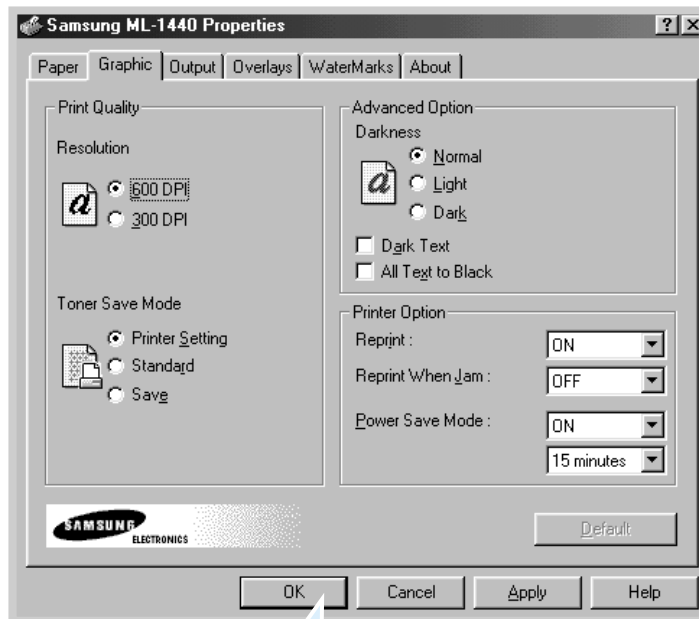 Samsung ML-1440 Properties
Paper Graphic Output Overlays WaterMarks About
Print Quality
Resolution
a
600 DPI
300 DPI
Toner Save Mode
Printer Setting
Standard
Save
Advanced Option
Darkness
a
Normal
Light
Dark
Dark Text
All Text to Black
Printer Option
Reprint : ON
Reprint When Jam : OFF
Power Save Mode : ON
15 minutes
SAMSUNG
ELECTRONICS
Default
OK Cancel Apply Help